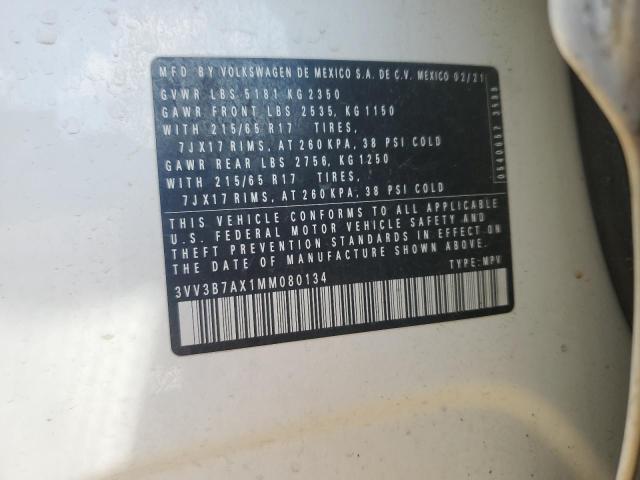 MFD BY VOLKSWAGEN DE MEXICO S.A. DE C.V. MEXICO 02/21
GVWR LBS 5181 KG 2350
GAWR FRONT LBS 2535, KG 1150
WITH 215/65 R17 TIRES,
7JX17 RIMS, AT 260 KPA, 38 PSI COLD
GAWR REAR LBS 2756, KG 1250
WITH 215/65 R17 TIRES,
7JX17 RIMS, AT 260 KPA, 38 PSI COLD
THIS VEHICLE CONFORMS TO ALL APPLICABLE
U.S. FEDERAL MOTOR VEHICLE SAFETY AND
THEFT PREVENTION STANDARDS IN EFFECT ON
THE DATE OF MANUFACTURE SHOWN ABOVE.
3VV3B7AX1MM080134 TYPE: MPV
0540657